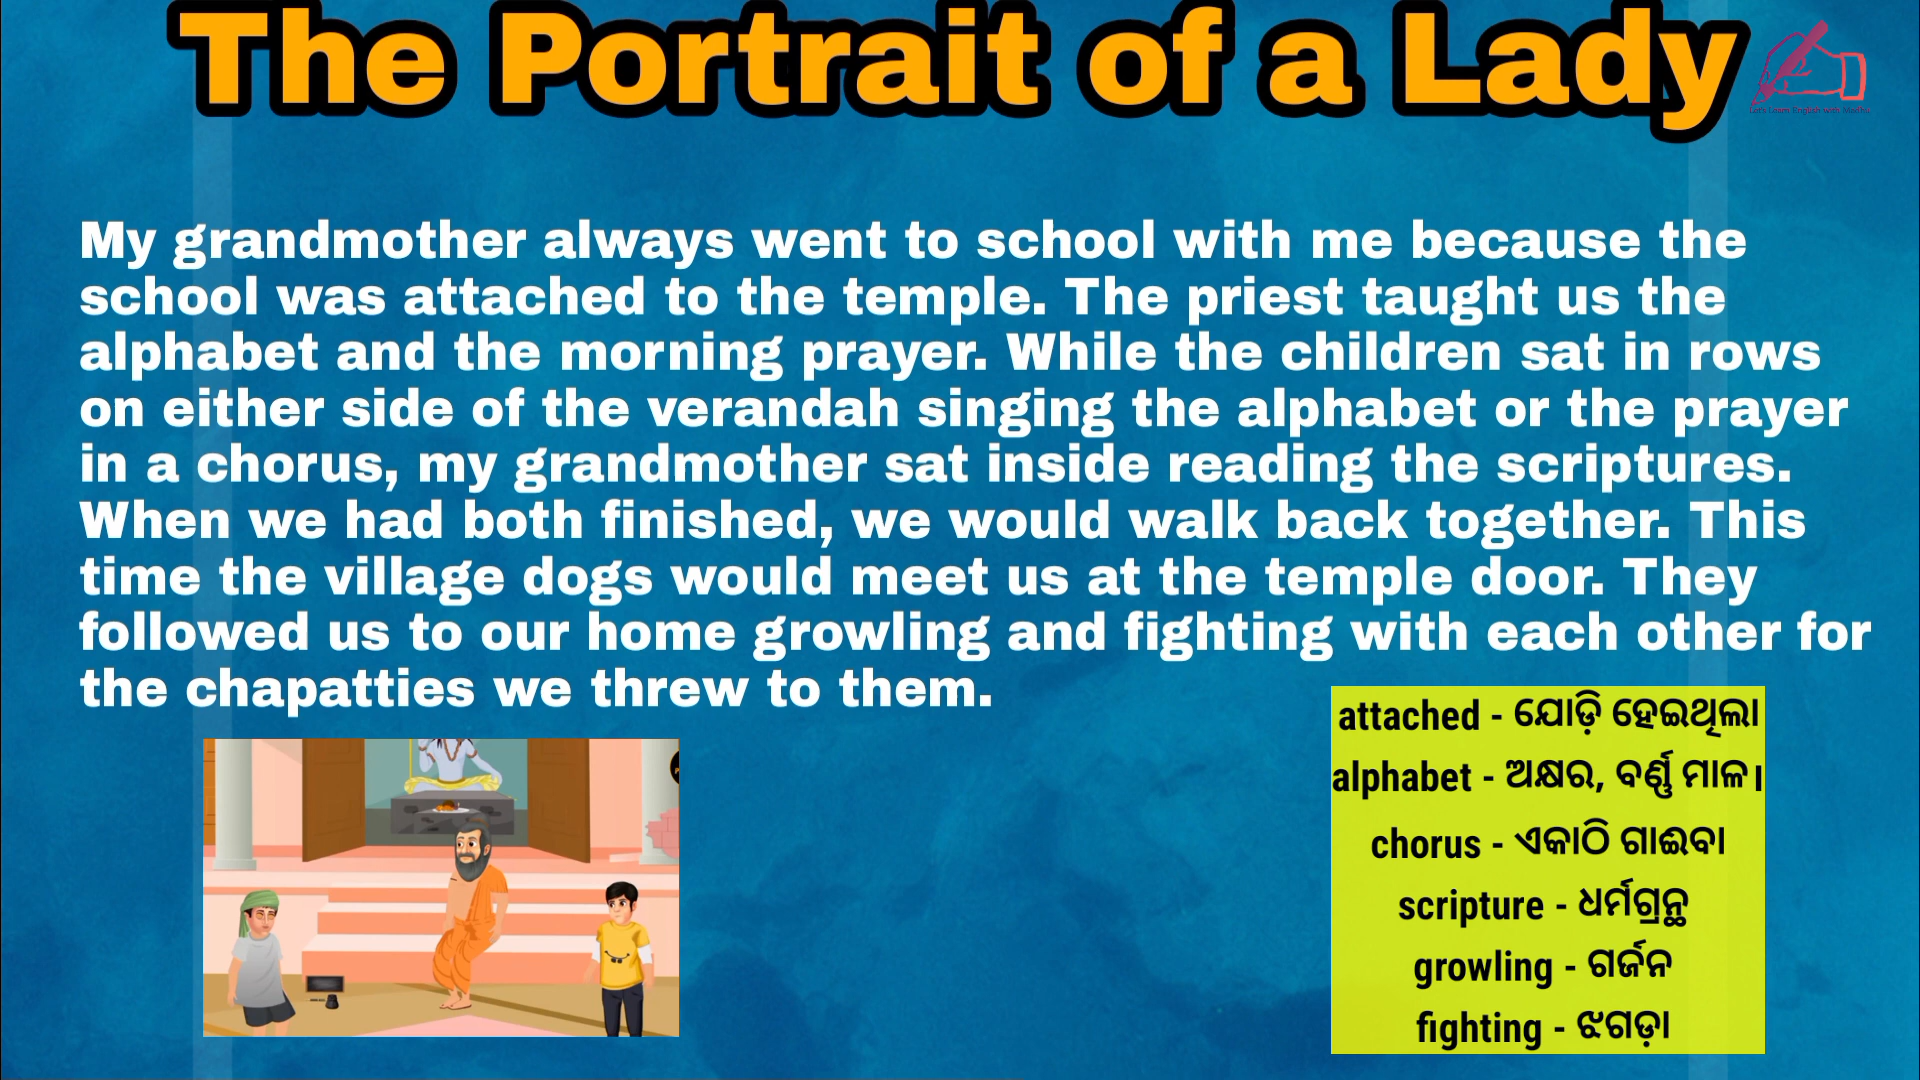 The Portrait of a Lady
Let's Learn English with Madhu
My grandmother always went to school with me because the
school was attached to the temple. The priest taught us the
alphabet and the morning prayer. While the children sat in rows
on either side of the verandah singing the alphabet or the prayer
in a chorus, my grandmother sat inside reading the scriptures.
When we had both finished, we would walk back together. This
time the village dogs would meet us at the temple door. They
followed us to our home growling and fighting with each other for
the chapatties we threw to them.
attached - ଯୋଡ଼ି ହେଇଥିଲା
alphabet - ଅକ୍ଷର, ବର୍ଣ୍ଣ ମାଳ।
chorus - ଏକାଠି ଗାଈବା
scripture - ଧର୍ମଗ୍ରନ୍ଥ
growling - ଗର୍ଜନ
fighting - ଝଗଡ଼ା